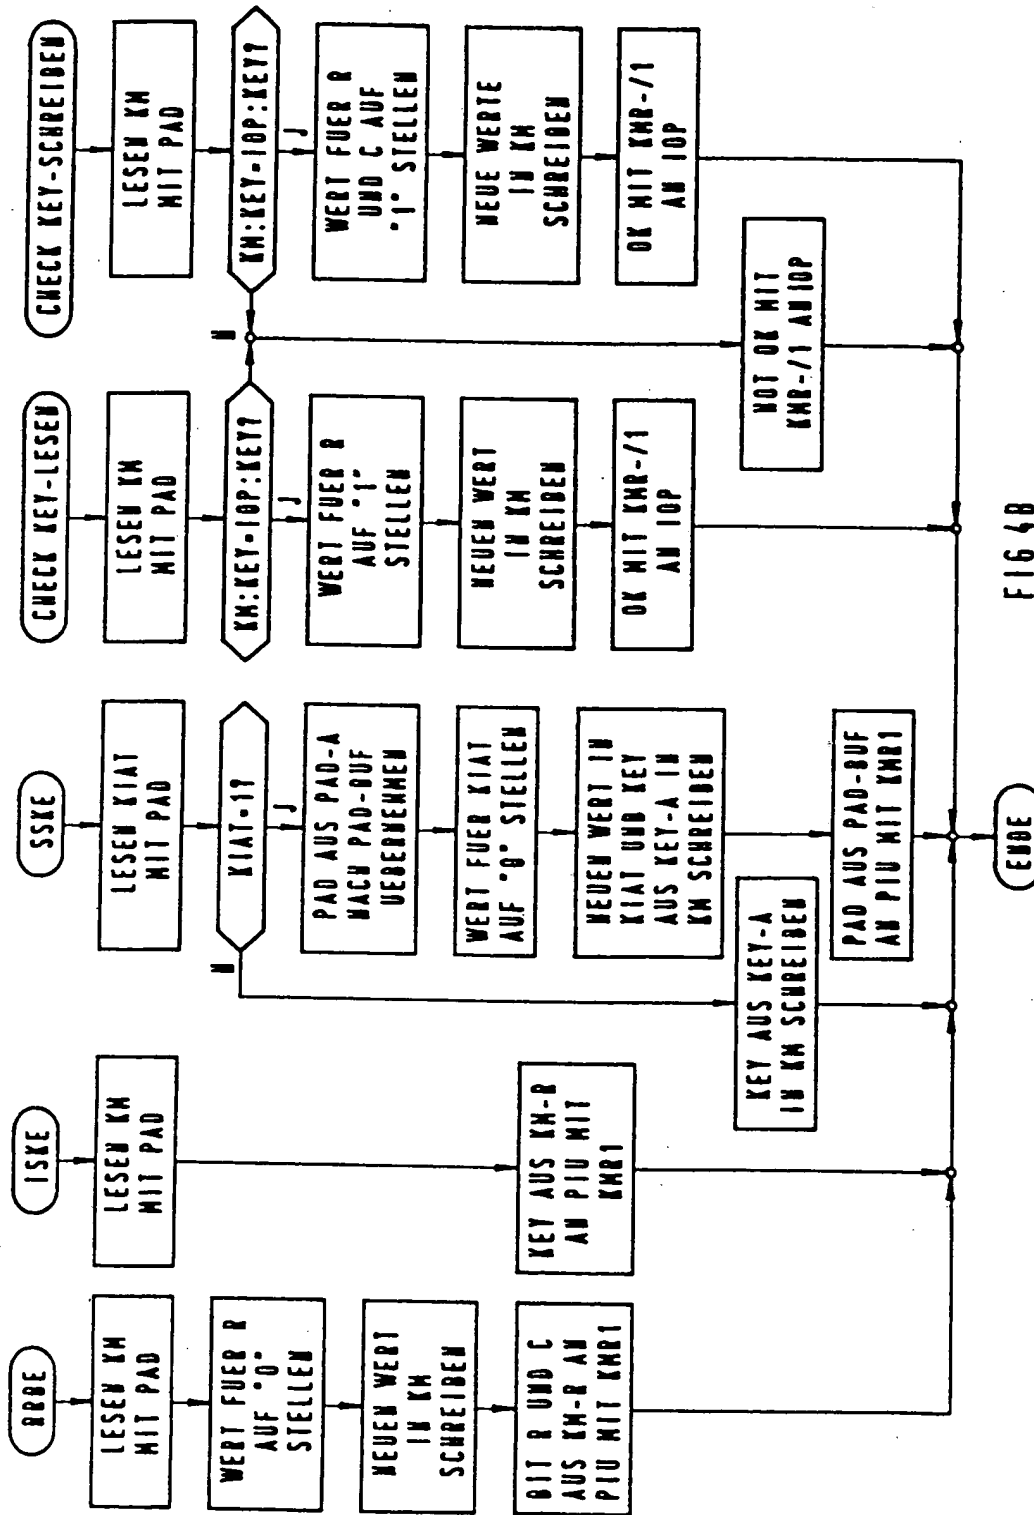 RRBE
LESEN KM
MIT PAD
WERT FUER R
AUF "0"
STELLEN
NEUEN WERT
IN KM
SCHREIBEN
BIT R UND C
AUS KM-R AN
PIU MIT KMR1
ISKE
LESEN KM
MIT PAD
KEY AUS KM-R
AN PIU MIT
KMR1
SSKE
LESEN KIAT
MIT PAD
KIAT=1?
N
J
PAD AUS PAD-A
NACH PAD-BUF
UEBERNEHMEN
WERT FUER KIAT
AUF "0" STELLEN
NEUEN WERT IN
KIAT UND KEY
AUS KEY-A IN
KM SCHREIBEN
KEY AUS KEY-A
IN KM SCHREIBEN
PAD AUS PAD-BUF
AN PIU MIT KMR1
CHECK KEY-LESEN
LESEN KM
MIT PAD
KM:KEY=IOP:KEY?
J
WERT FUER R
AUF "1"
STELLEN
NEUEN WERT
IN KM
SCHREIBEN
OK MIT KMR-/1
AN IOP
N
NOT OK MIT
KMR-/1 AN IOP
CHECK KEY-SCHREIBEN
LESEN KM
MIT PAD
KM:KEY=IOP:KEY?
J
WERT FUER R
UND C AUF
"1" STELLEN
NEUE WERTE
IN KM
SCHREIBEN
OK MIT KMR-/1
AN IOP
ENDE
FIG 4B